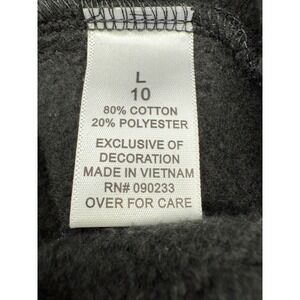 L
10
80% COTTON
20% POLYESTER
EXCLUSIVE OF
DECORATION
MADE IN VIETNAM
RN# 090233
OVER FOR CARE